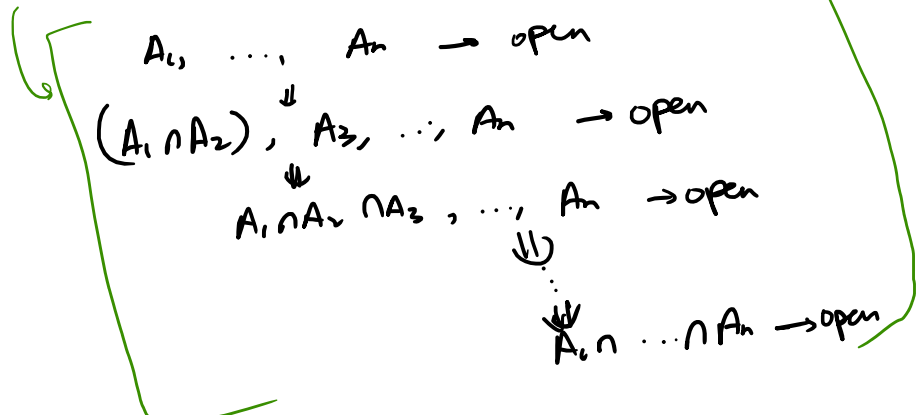 A₁, ..., Aₙ → open
⇓
(A₁ ∩ A₂), A₃, ..., Aₙ → open
⇓
A₁ ∩ A₂ ∩ A₃, ..., Aₙ → open
⇓
⋱
⇓
A₁ ∩ ... ∩ Aₙ → open